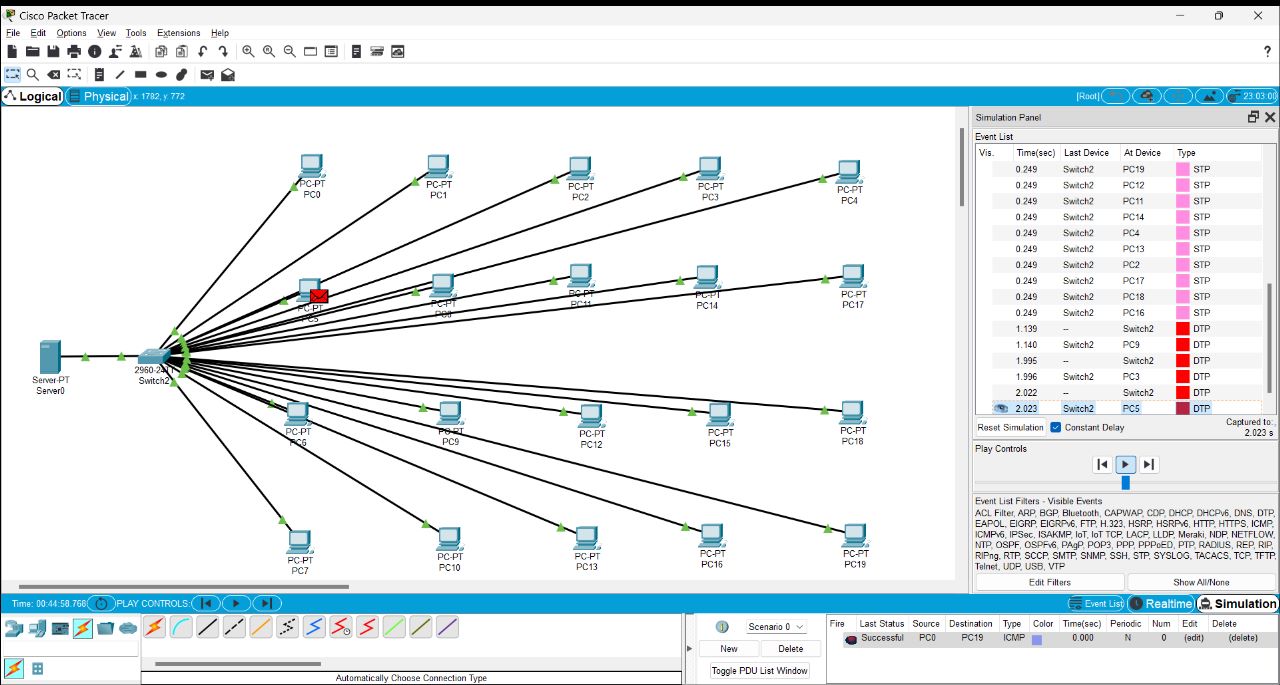 Cisco Packet Tracer
File Edit Options View Tools Extensions Help
?
Logical Physical x: 1782, y: 772 [Root] 23:03:00
PC-PT
PC0
PC-PT
PC1
PC-PT
PC2
PC-PT
PC3
PC-PT
PC4
PC-PT
PC5
PC-PT
PC-PT
PC11
PC-PT
PC14
PC-PT
PC17
Server-PT
Server0
Switch2
PC-PT
PC6
PC-PT
PC9
PC-PT
PC12
PC-PT
PC15
PC-PT
PC18
PC-PT
PC7
PC-PT
PC10
PC-PT
PC13
PC-PT
PC16
PC-PT
PC19
Simulation Panel
Event List
Vis. Time(sec) Last Device At Device Type
0.249 Switch2 PC19 STP
0.249 Switch2 PC12 STP
0.249 Switch2 PC11 STP
0.249 Switch2 PC14 STP
0.249 Switch2 PC4 STP
0.249 Switch2 PC13 STP
0.249 Switch2 PC2 STP
0.249 Switch2 PC17 STP
0.249 Switch2 PC18 STP
0.249 Switch2 PC16 STP
1.139 -- Switch2 DTP
1.140 Switch2 PC9 DTP
1.995 -- Switch2 DTP
1.996 Switch2 PC3 DTP
2.022 -- Switch2 DTP
2.023 Switch2 PC5 DTP
Reset Simulation Constant Delay Captured to:
2.023 s
Play Controls
Event List Filters - Visible Events
ACL Filter, ARP, BGP, Bluetooth, CAPWAP, CDP, DHCP, DHCPv6, DNS, DTP,
EAPOL, EIGRP, EIGRPv6, FTP, H.323, HSRP, HSRPv6, HTTP, HTTPS, ICMP,
ICMPv6, IPSec, ISAKMP, IoT, IoT TCP, LACP, LLDP, Meraki, NDP, NETFLOW,
NTP, OSPF, OSPFv6, PAgP, POP3, PPP, PPPoED, PTP, RADIUS, REP, RIP,
RIPng, RTP, SCCP, SMTP, SNMP, SSH, STP, SYSLOG, TACACS, TCP, TFTP,
Telnet, UDP, USB, VTP
Edit Filters Show All/None
Time: 00:44:58.768 PLAY CONTROLS: Event List Realtime Simulation
Automatically Choose Connection Type
Scenario 0
New Delete
Toggle PDU List Window
Fire Last Status Source Destination Type Color Time(sec) Periodic Num Edit Delete
Successful PC0 PC19 ICMP 0.000 N 0 (edit) (delete)